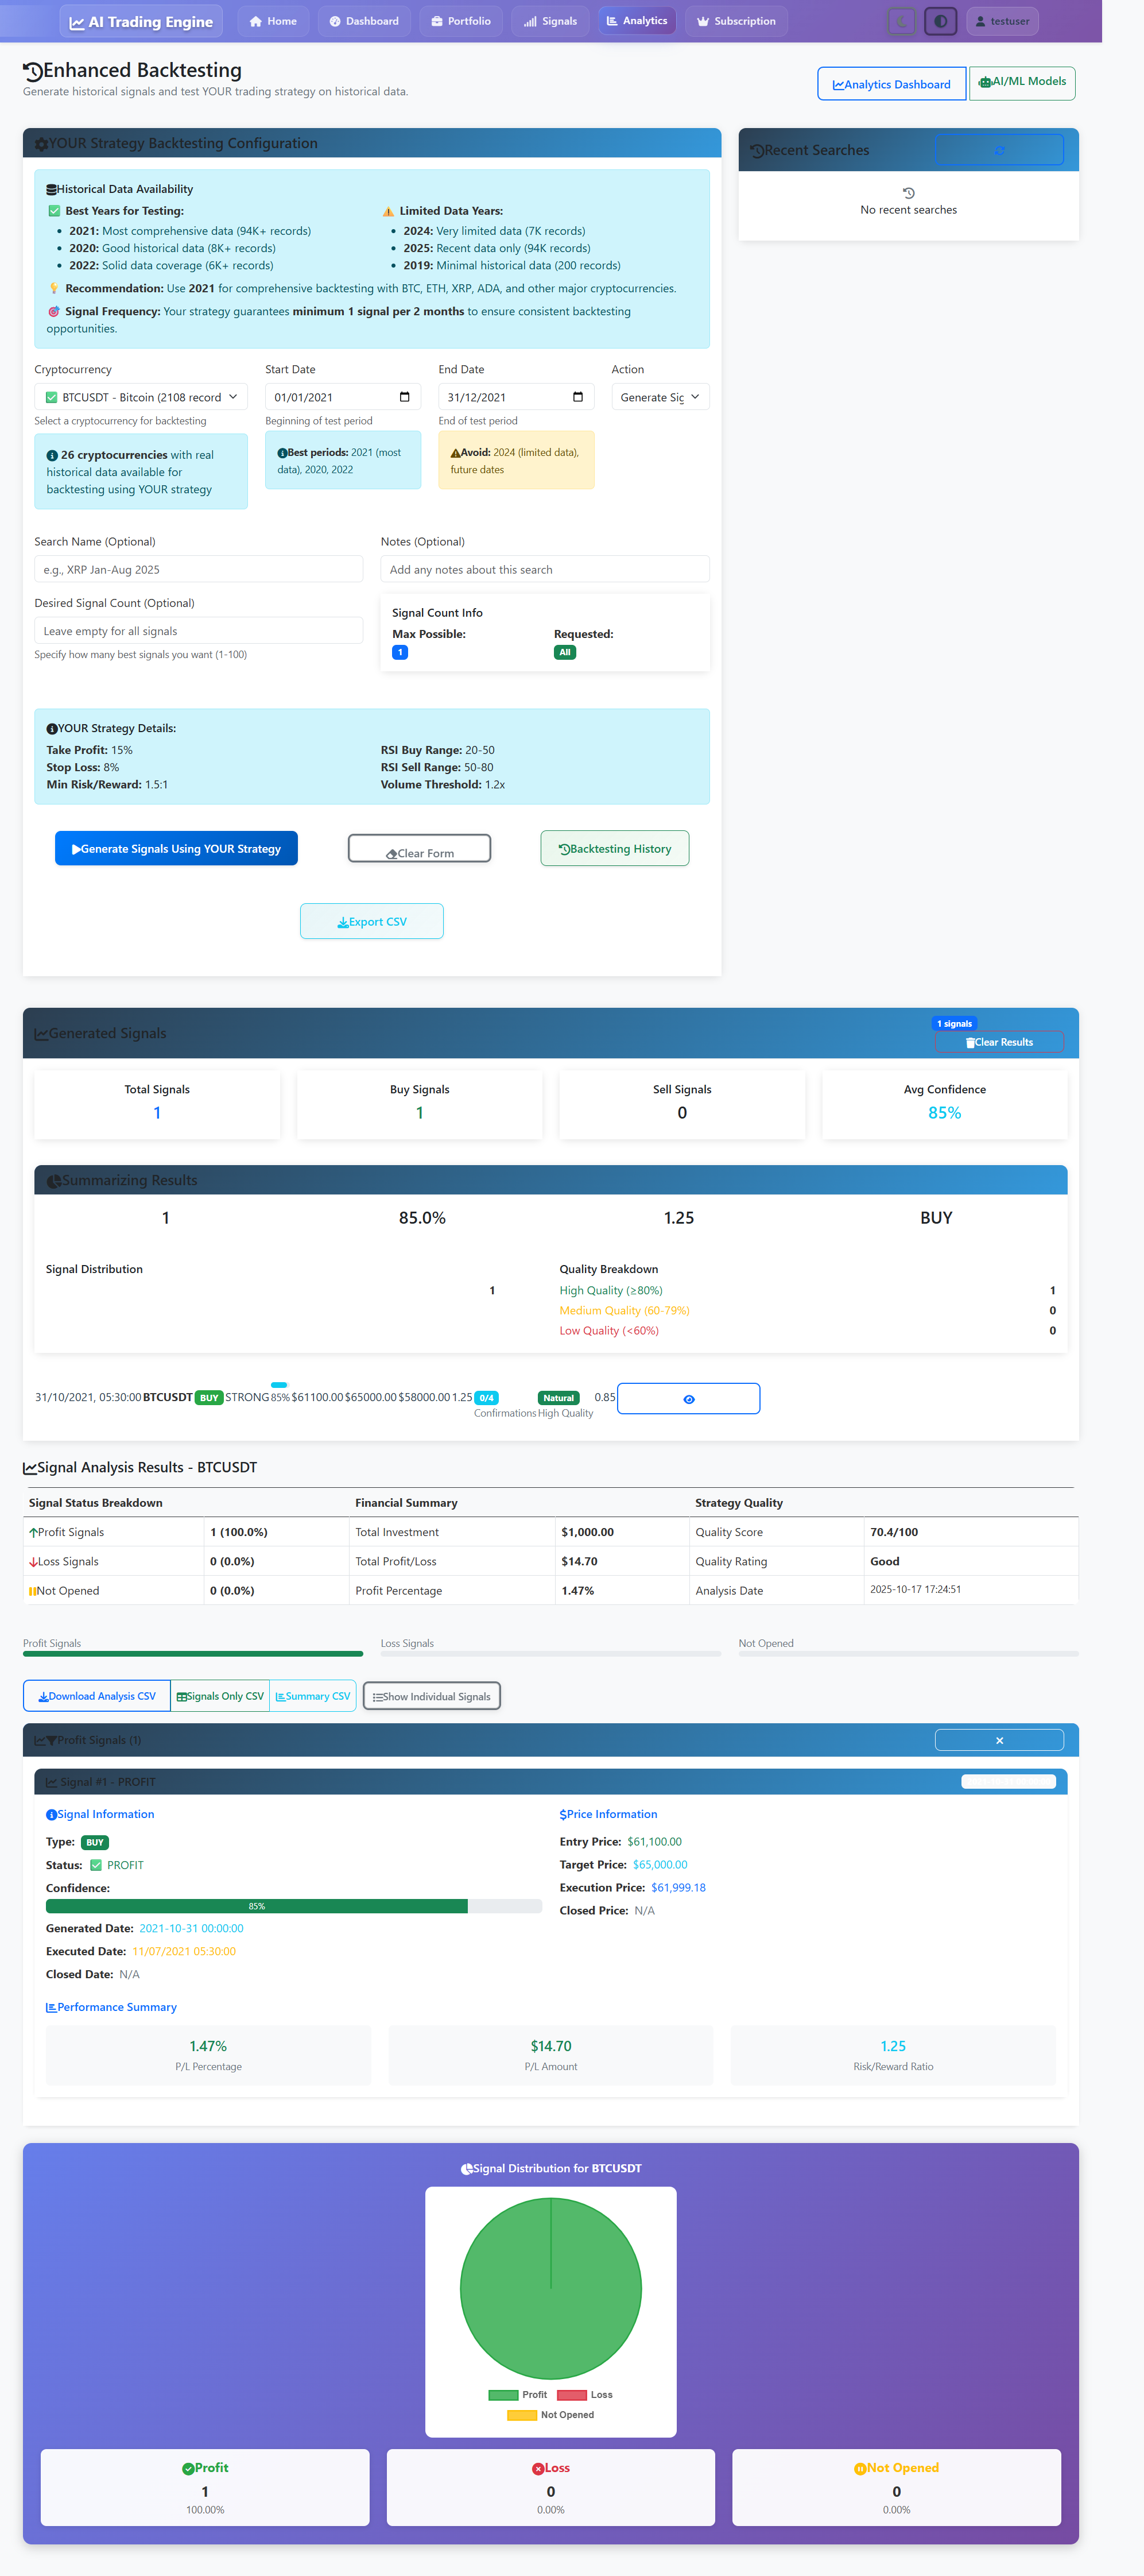 AI Trading Engine
Home
Dashboard
Portfolio
Signals
Analytics
Subscription
testuser
Enhanced Backtesting
Generate historical signals and test YOUR trading strategy on historical data.
Analytics Dashboard
AI/ML Models
YOUR Strategy Backtesting Configuration
Recent Searches
No recent searches
Historical Data Availability
✅ Best Years for Testing:
• 2021: Most comprehensive data (94K+ records)
• 2020: Good historical data (8K+ records)
• 2022: Solid data coverage (6K+ records)
⚠️ Limited Data Years:
• 2024: Very limited data (7K records)
• 2025: Recent data only (94K records)
• 2019: Minimal historical data (200 records)
💡 Recommendation: Use 2021 for comprehensive backtesting with BTC, ETH, XRP, ADA, and other major cryptocurrencies.
🎯 Signal Frequency: Your strategy guarantees minimum 1 signal per 2 months to ensure consistent backtesting
opportunities.
Cryptocurrency
✅ BTCUSDT - Bitcoin (2108 record
Select a cryptocurrency for backtesting
26 cryptocurrencies with real
historical data available for
backtesting using YOUR strategy
Start Date
01/01/2021
Beginning of test period
Best periods: 2021 (most
data), 2020, 2022
End Date
31/12/2021
End of test period
Avoid: 2024 (limited data),
future dates
Action
Generate Sig
Search Name (Optional)
e.g., XRP Jan-Aug 2025
Notes (Optional)
Add any notes about this search
Desired Signal Count (Optional)
Leave empty for all signals
Specify how many best signals you want (1-100)
Signal Count Info
Max Possible:
1
Requested:
All
YOUR Strategy Details:
Take Profit: 15%
Stop Loss: 8%
Min Risk/Reward: 1.5:1
RSI Buy Range: 20-50
RSI Sell Range: 50-80
Volume Threshold: 1.2x
Generate Signals Using YOUR Strategy
Clear Form
Backtesting History
Export CSV
Generated Signals
1 signals
Clear Results
Total Signals
1
Buy Signals
1
Sell Signals
0
Avg Confidence
85%
Summarizing Results
1
85.0%
1.25
BUY
Signal Distribution
1
Quality Breakdown
High Quality (≥80%) 1
Medium Quality (60-79%) 0
Low Quality (<60%) 0
31/10/2021, 05:30:00 BTCUSDT BUY STRONG 85% $61100.00 $65000.00 $58000.00 1.25 0/4 Natural 0.85
Confirmations High Quality
Signal Analysis Results - BTCUSDT
Signal Status Breakdown Financial Summary Strategy Quality
Profit Signals 1 (100.0%) Total Investment $1,000.00 Quality Score 70.4/100
Loss Signals 0 (0.0%) Total Profit/Loss $14.70 Quality Rating Good
Not Opened 0 (0.0%) Profit Percentage 1.47% Analysis Date 2025-10-17 17:24:51
Profit Signals
Loss Signals
Not Opened
Download Analysis CSV
Signals Only CSV
Summary CSV
Show Individual Signals
Profit Signals (1)
Signal #1 - PROFIT
Signal Information
Type: BUY
Status: ✅ PROFIT
Confidence:
85%
Generated Date: 2021-10-31 00:00:00
Executed Date: 11/07/2021 05:30:00
Closed Date: N/A
Price Information
Entry Price: $61,100.00
Target Price: $65,000.00
Execution Price: $61,999.18
Closed Price: N/A
Performance Summary
1.47%
P/L Percentage
$14.70
P/L Amount
1.25
Risk/Reward Ratio
Signal Distribution for BTCUSDT
Profit
Loss
Not Opened
Profit
1
100.00%
Loss
0
0.00%
Not Opened
0
0.00%